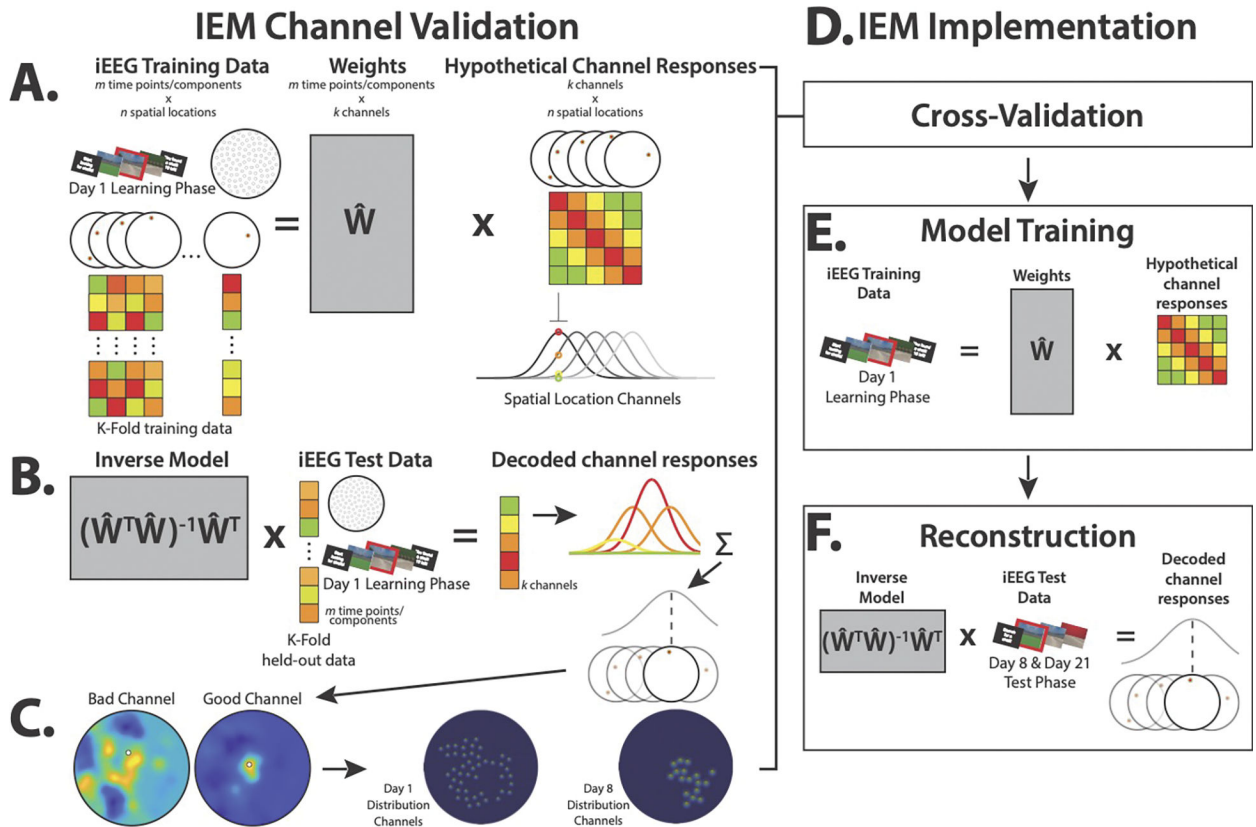 IEM Channel Validation
A.
iEEG Training Data
m time points/components
x
n spatial locations
Weights
m time points/components
x
k channels
Hypothetical Channel Responses
k channels
x
n spatial locations
Day 1 Learning Phase
...
=
Ŵ
x
K-Fold training data
Spatial Location Channels
B.
Inverse Model
(ŴᵀŴ)⁻¹Ŵᵀ
x
iEEG Test Data
Day 1 Learning Phase
m time points/
components
K-Fold
held-out data
=
Decoded channel responses
k channels
Σ
C.
Bad Channel
Good Channel
Day 1
Distribution
Channels
Day 8
Distribution
Channels
D. IEM Implementation
Cross-Validation
E.
Model Training
iEEG Training
Data
Day 1
Learning Phase
=
Weights
Ŵ
x
Hypothetical
channel
responses
F.
Reconstruction
Inverse
Model
(ŴᵀŴ)⁻¹Ŵᵀ
x
iEEG Test
Data
Day 8 & Day 21
Test Phase
=
Decoded
channel
responses